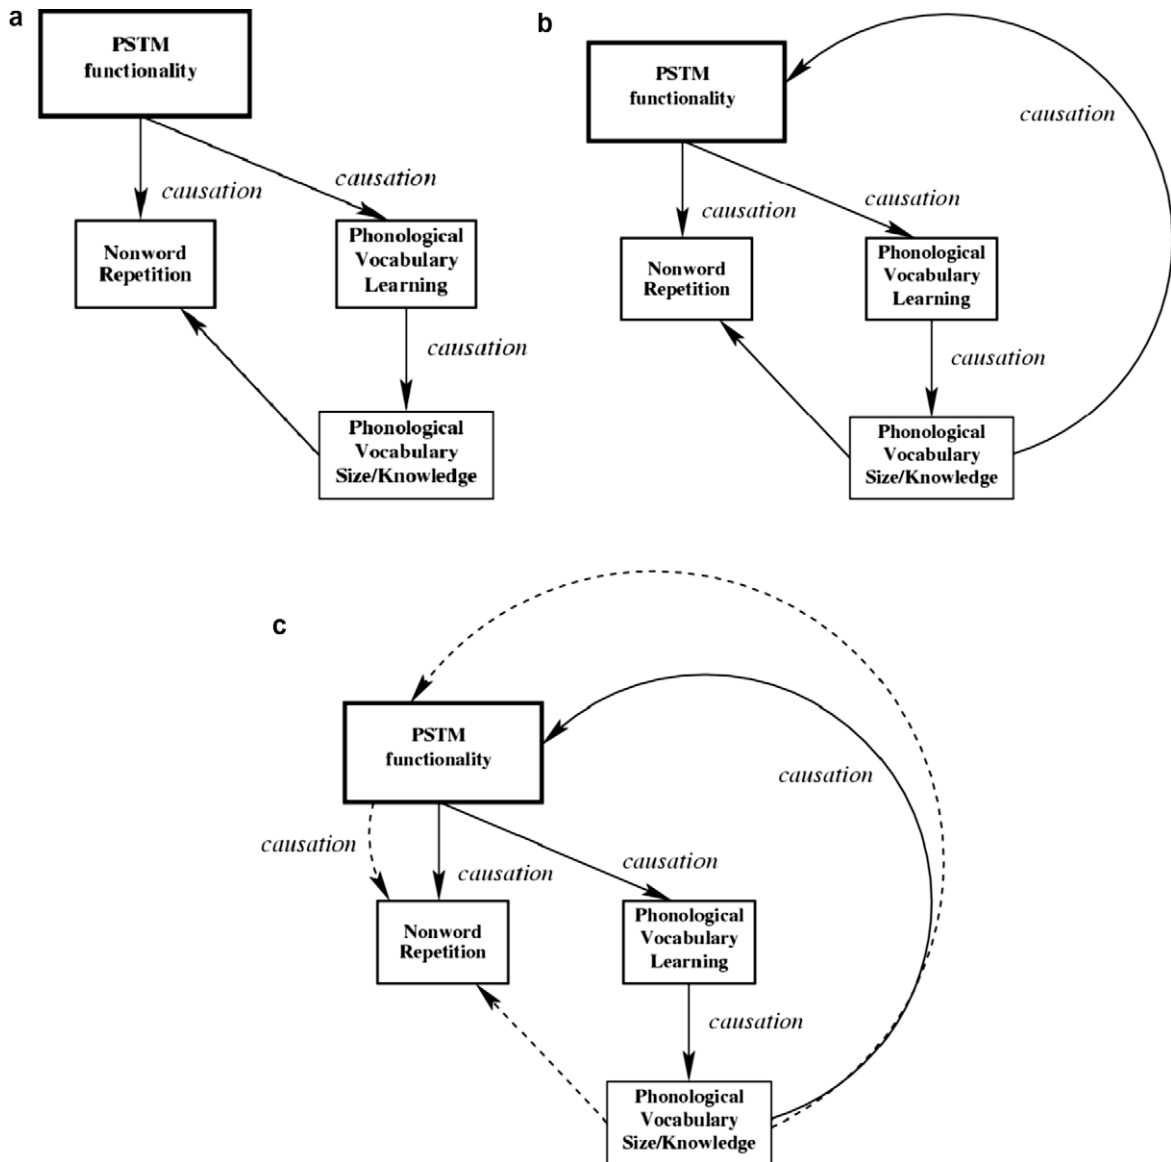 a
PSTM
functionality
causation
causation
Nonword
Repetition
Phonological
Vocabulary
Learning
causation
Phonological
Vocabulary
Size/Knowledge
b
PSTM
functionality
causation
causation
causation
Nonword
Repetition
Phonological
Vocabulary
Learning
causation
Phonological
Vocabulary
Size/Knowledge
c
PSTM
functionality
causation
causation
causation
causation
Nonword
Repetition
Phonological
Vocabulary
Learning
causation
Phonological
Vocabulary
Size/Knowledge